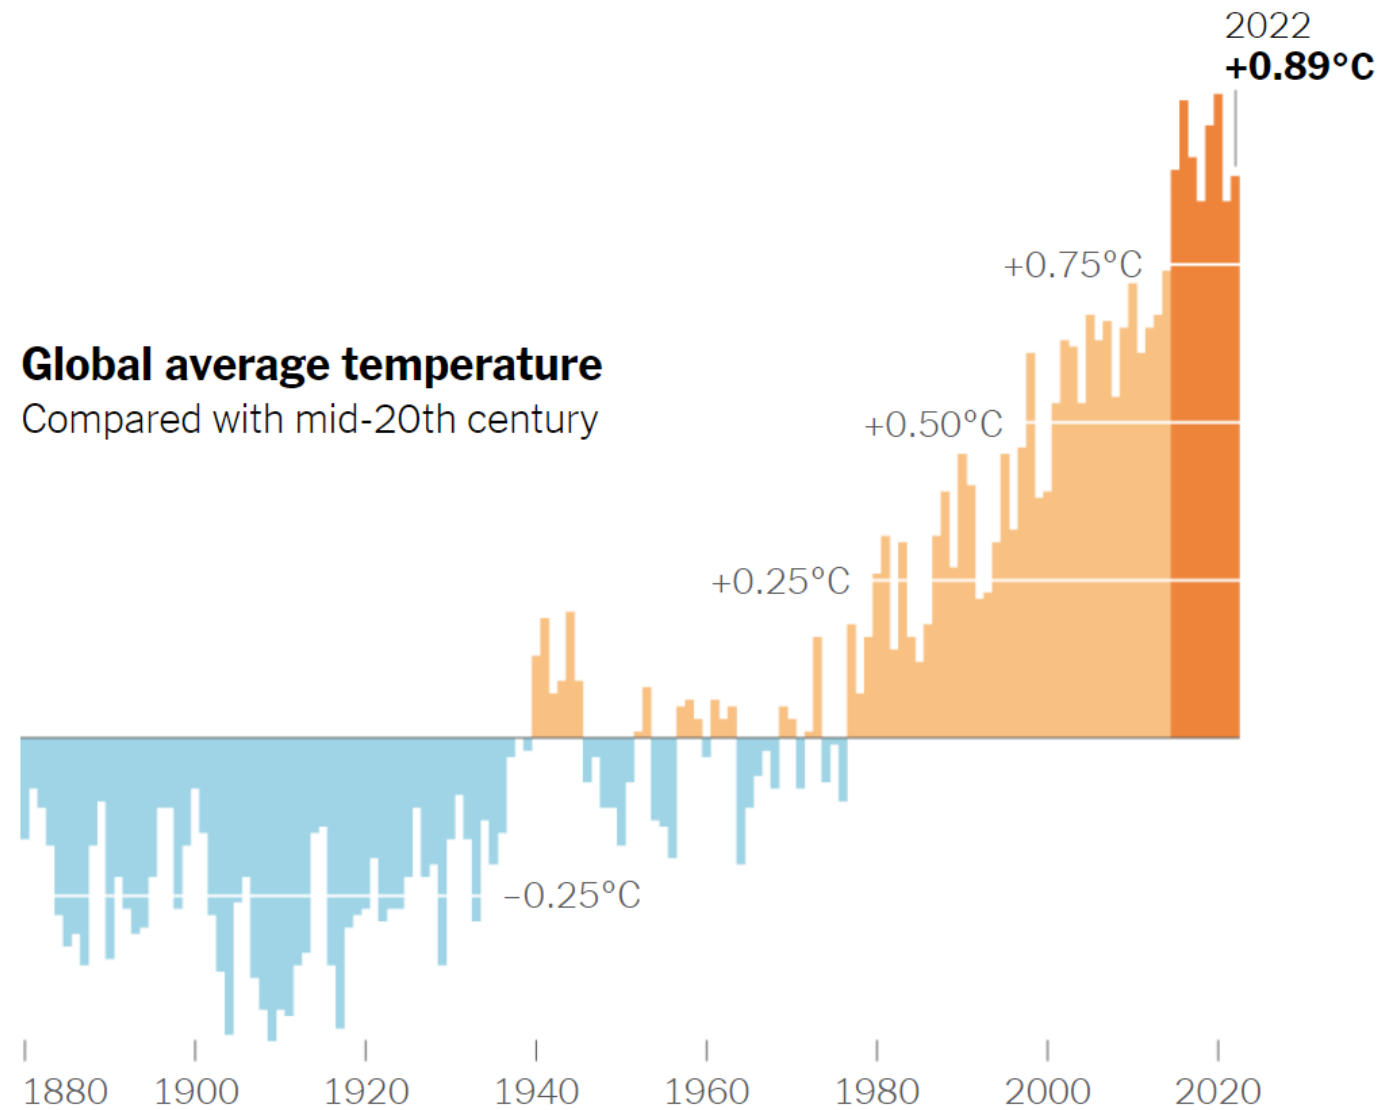 2022
+0.89°C
+0.75°C
Global average temperature
Compared with mid-20th century
+0.50°C
+0.25°C
−0.25°C
1880 1900 1920 1940 1960 1980 2000 2020